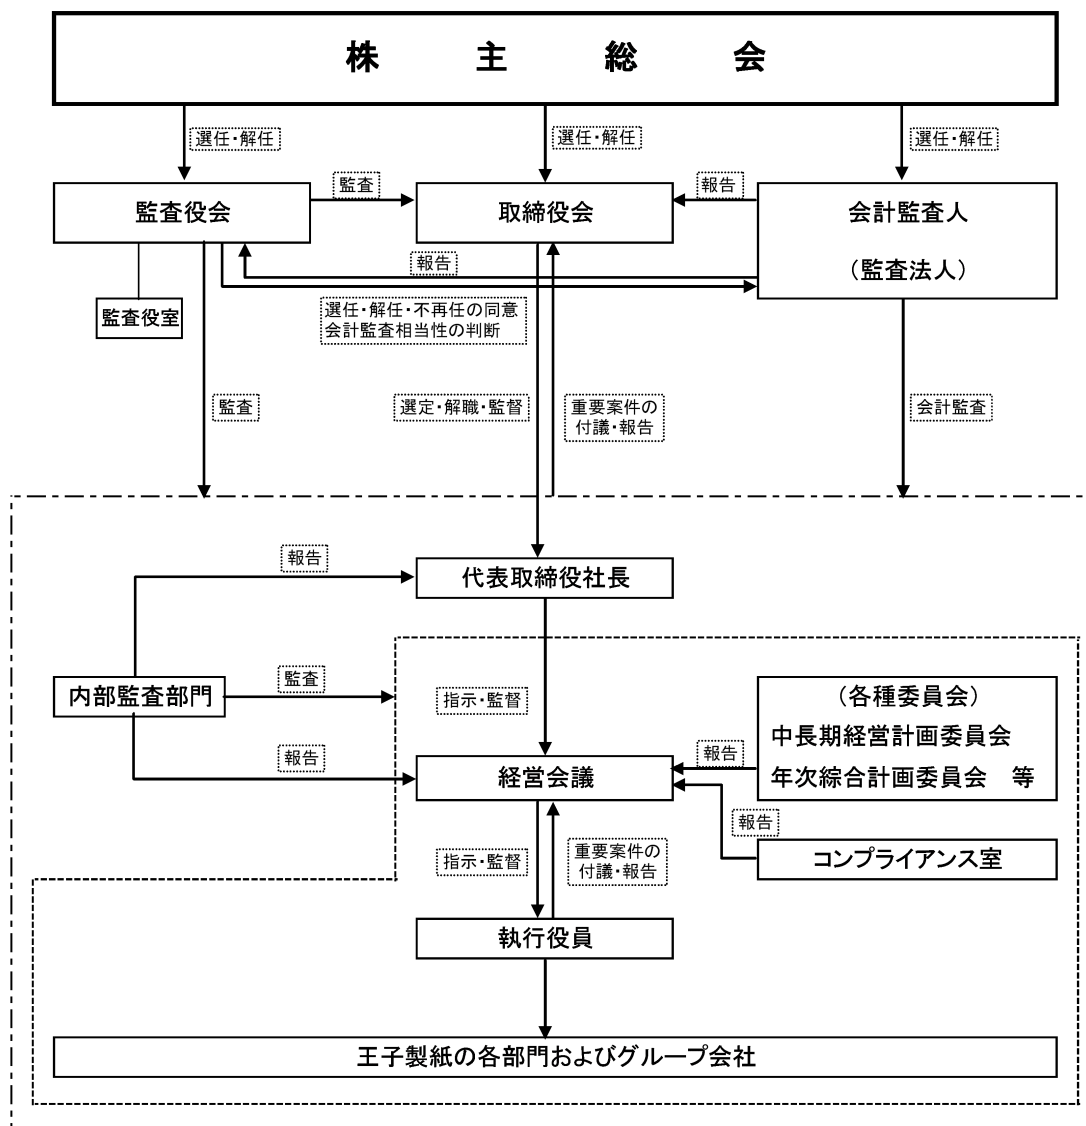 株主総会
選任・解任
選任・解任
選任・解任
監査役会
監査
取締役会
報告
会計監査人
（監査法人）
報告
監査役室
選任・解任・不再任の同意
会計監査相当性の判断
監査
選定・解職・監督
重要案件の
付議・報告
会計監査
報告
代表取締役社長
内部監査部門
監査
指示・監督
（各種委員会）
中長期経営計画委員会
年次綜合計画委員会　等
報告
報告
経営会議
報告
コンプライアンス室
指示・監督
重要案件の
付議・報告
執行役員
王子製紙の各部門およびグループ会社